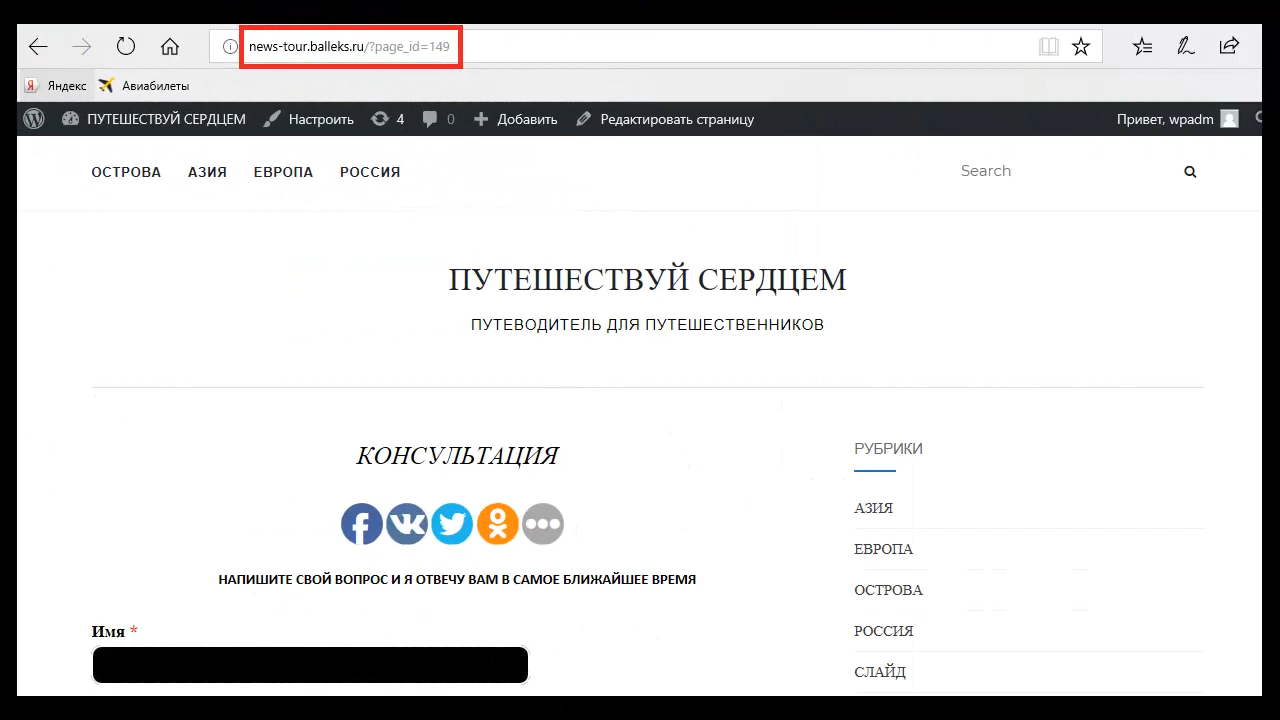 news-tour.balleks.ru/?page_id=149
Яндекс Авиабилеты
ПУТЕШЕСТВУЙ СЕРДЦЕМ Настроить 4 0 Добавить Редактировать страницу Привет, wpadm
ОСТРОВА АЗИЯ ЕВРОПА РОССИЯ Search
ПУТЕШЕСТВУЙ СЕРДЦЕМ
ПУТЕВОДИТЕЛЬ ДЛЯ ПУТЕШЕСТВЕННИКОВ
КОНСУЛЬТАЦИЯ
НАПИШИТЕ СВОЙ ВОПРОС И Я ОТВЕЧУ ВАМ В САМОЕ БЛИЖАЙШЕЕ ВРЕМЯ
Имя *
РУБРИКИ
АЗИЯ
ЕВРОПА
ОСТРОВА
РОССИЯ
СЛАЙД